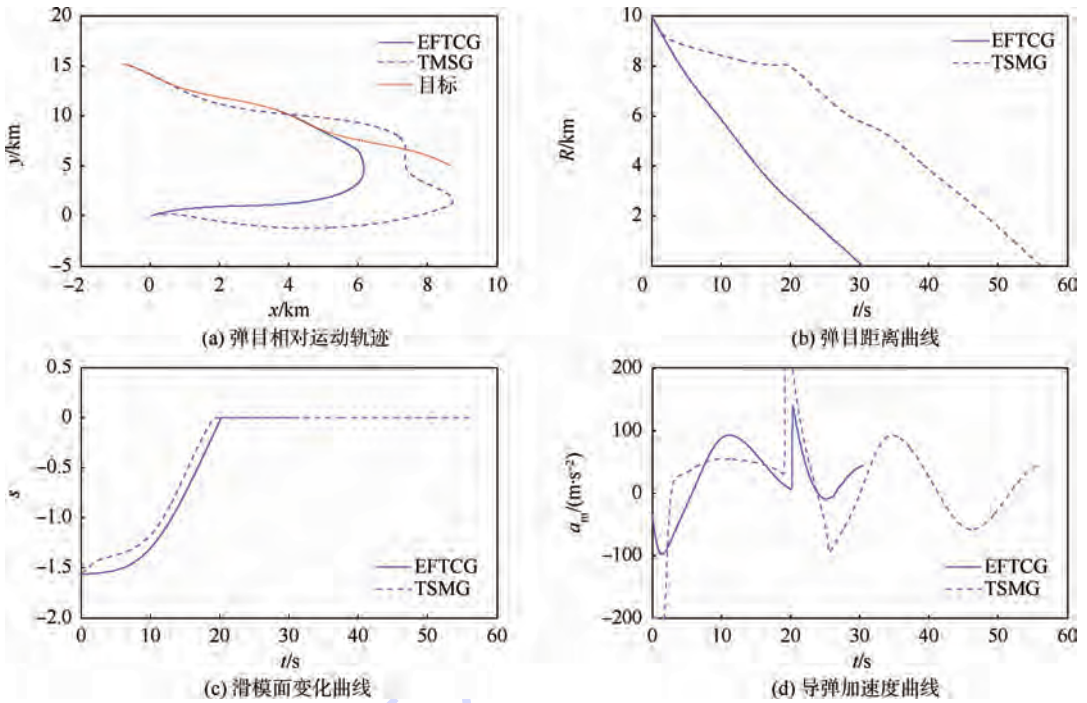 20
15
10
5
0
−5
−2
0
2
4
6
8
10
y/km
x/km
EFTCG
TMSG
目标
(a) 弹目相对运动轨迹
10
8
6
4
2
0
10
20
30
40
50
60
R/km
t/s
EFTCG
TSMG
(b) 弹目距离曲线
0.5
0
−0.5
−1.0
−1.5
−2.0
0
10
20
30
40
50
60
s
t/s
EFTCG
TSMG
(c) 滑模面变化曲线
200
100
0
−100
−200
0
10
20
30
40
50
60
a_m/(m·s⁻²)
t/s
EFTCG
TSMG
(d) 导弹加速度曲线